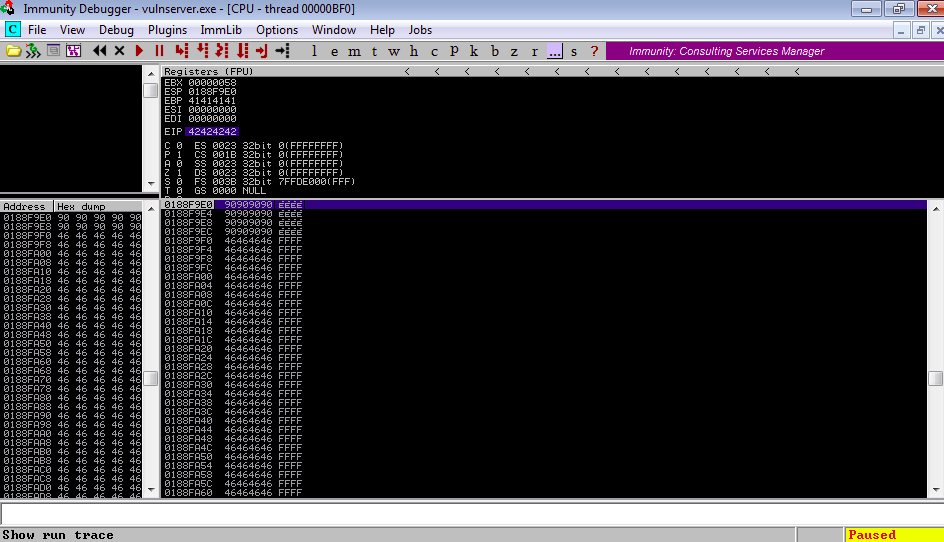 Immunity Debugger - vulnserver.exe - [CPU - thread 00000BF0]
C File View Debug Plugins ImmLib Options Window Help Jobs
l e m t w h c p k b z r ... s ? Immunity: Consulting Services Manager
Registers (FPU) < < < < < < < < < < < < < <
EBX 00000058
ESP 0188F9E0
EBP 41414141
ESI 00000000
EDI 00000000
EIP 42424242
C 0 ES 0023 32bit 0(FFFFFFFF)
P 1 CS 001B 32bit 0(FFFFFFFF)
A 0 SS 0023 32bit 0(FFFFFFFF)
Z 1 DS 0023 32bit 0(FFFFFFFF)
S 0 FS 003B 32bit 7FFDE000(FFF)
T 0 GS 0000 NULL
Address Hex dump
0188F9E0 90 90 90 90 90
0188F9E8 90 90 90 90 90
0188F9F0 46 46 46 46 46
0188F9F8 46 46 46 46 46
0188FA00 46 46 46 46 46
0188FA08 46 46 46 46 46
0188FA10 46 46 46 46 46
0188FA18 46 46 46 46 46
0188FA20 46 46 46 46 46
0188FA28 46 46 46 46 46
0188FA30 46 46 46 46 46
0188FA38 46 46 46 46 46
0188FA40 46 46 46 46 46
0188FA48 46 46 46 46 46
0188FA50 46 46 46 46 46
0188FA58 46 46 46 46 46
0188FA60 46 46 46 46 46
0188FA68 46 46 46 46 46
0188FA70 46 46 46 46 46
0188FA78 46 46 46 46 46
0188FA80 46 46 46 46 46
0188FA88 46 46 46 46 46
0188FA90 46 46 46 46 46
0188FA98 46 46 46 46 46
0188FAA0 46 46 46 46 46
0188FAA8 46 46 46 46 46
0188FAB0 46 46 46 46 46
0188FAB8 46 46 46 46 46
0188FAC0 46 46 46 46 46
0188FAC8 46 46 46 46 46
0188FAD0 46 46 46 46 46
0188FAD8 46 46 46 46 46
0188F9E0 90909090 ÉÉÉÉ
0188F9E4 90909090 ÉÉÉÉ
0188F9E8 90909090 ÉÉÉÉ
0188F9EC 90909090 ÉÉÉÉ
0188F9F0 46464646 FFFF
0188F9F4 46464646 FFFF
0188F9F8 46464646 FFFF
0188F9FC 46464646 FFFF
0188FA00 46464646 FFFF
0188FA04 46464646 FFFF
0188FA08 46464646 FFFF
0188FA0C 46464646 FFFF
0188FA10 46464646 FFFF
0188FA14 46464646 FFFF
0188FA18 46464646 FFFF
0188FA1C 46464646 FFFF
0188FA20 46464646 FFFF
0188FA24 46464646 FFFF
0188FA28 46464646 FFFF
0188FA2C 46464646 FFFF
0188FA30 46464646 FFFF
0188FA34 46464646 FFFF
0188FA38 46464646 FFFF
0188FA3C 46464646 FFFF
0188FA40 46464646 FFFF
0188FA44 46464646 FFFF
0188FA48 46464646 FFFF
0188FA4C 46464646 FFFF
0188FA50 46464646 FFFF
0188FA54 46464646 FFFF
0188FA58 46464646 FFFF
0188FA5C 46464646 FFFF
0188FA60 46464646 FFFF
Show run trace
Paused